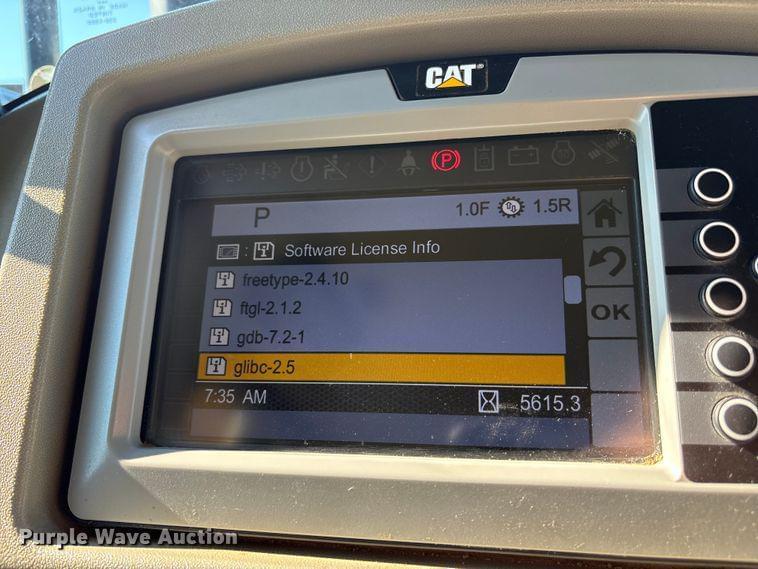 CAT
P
P 1.0F 1.5R
: Software License Info
freetype-2.4.10
ftgl-2.1.2
gdb-7.2-1
OK
glibc-2.5
7:35 AM 5615.3
Purple Wave Auction